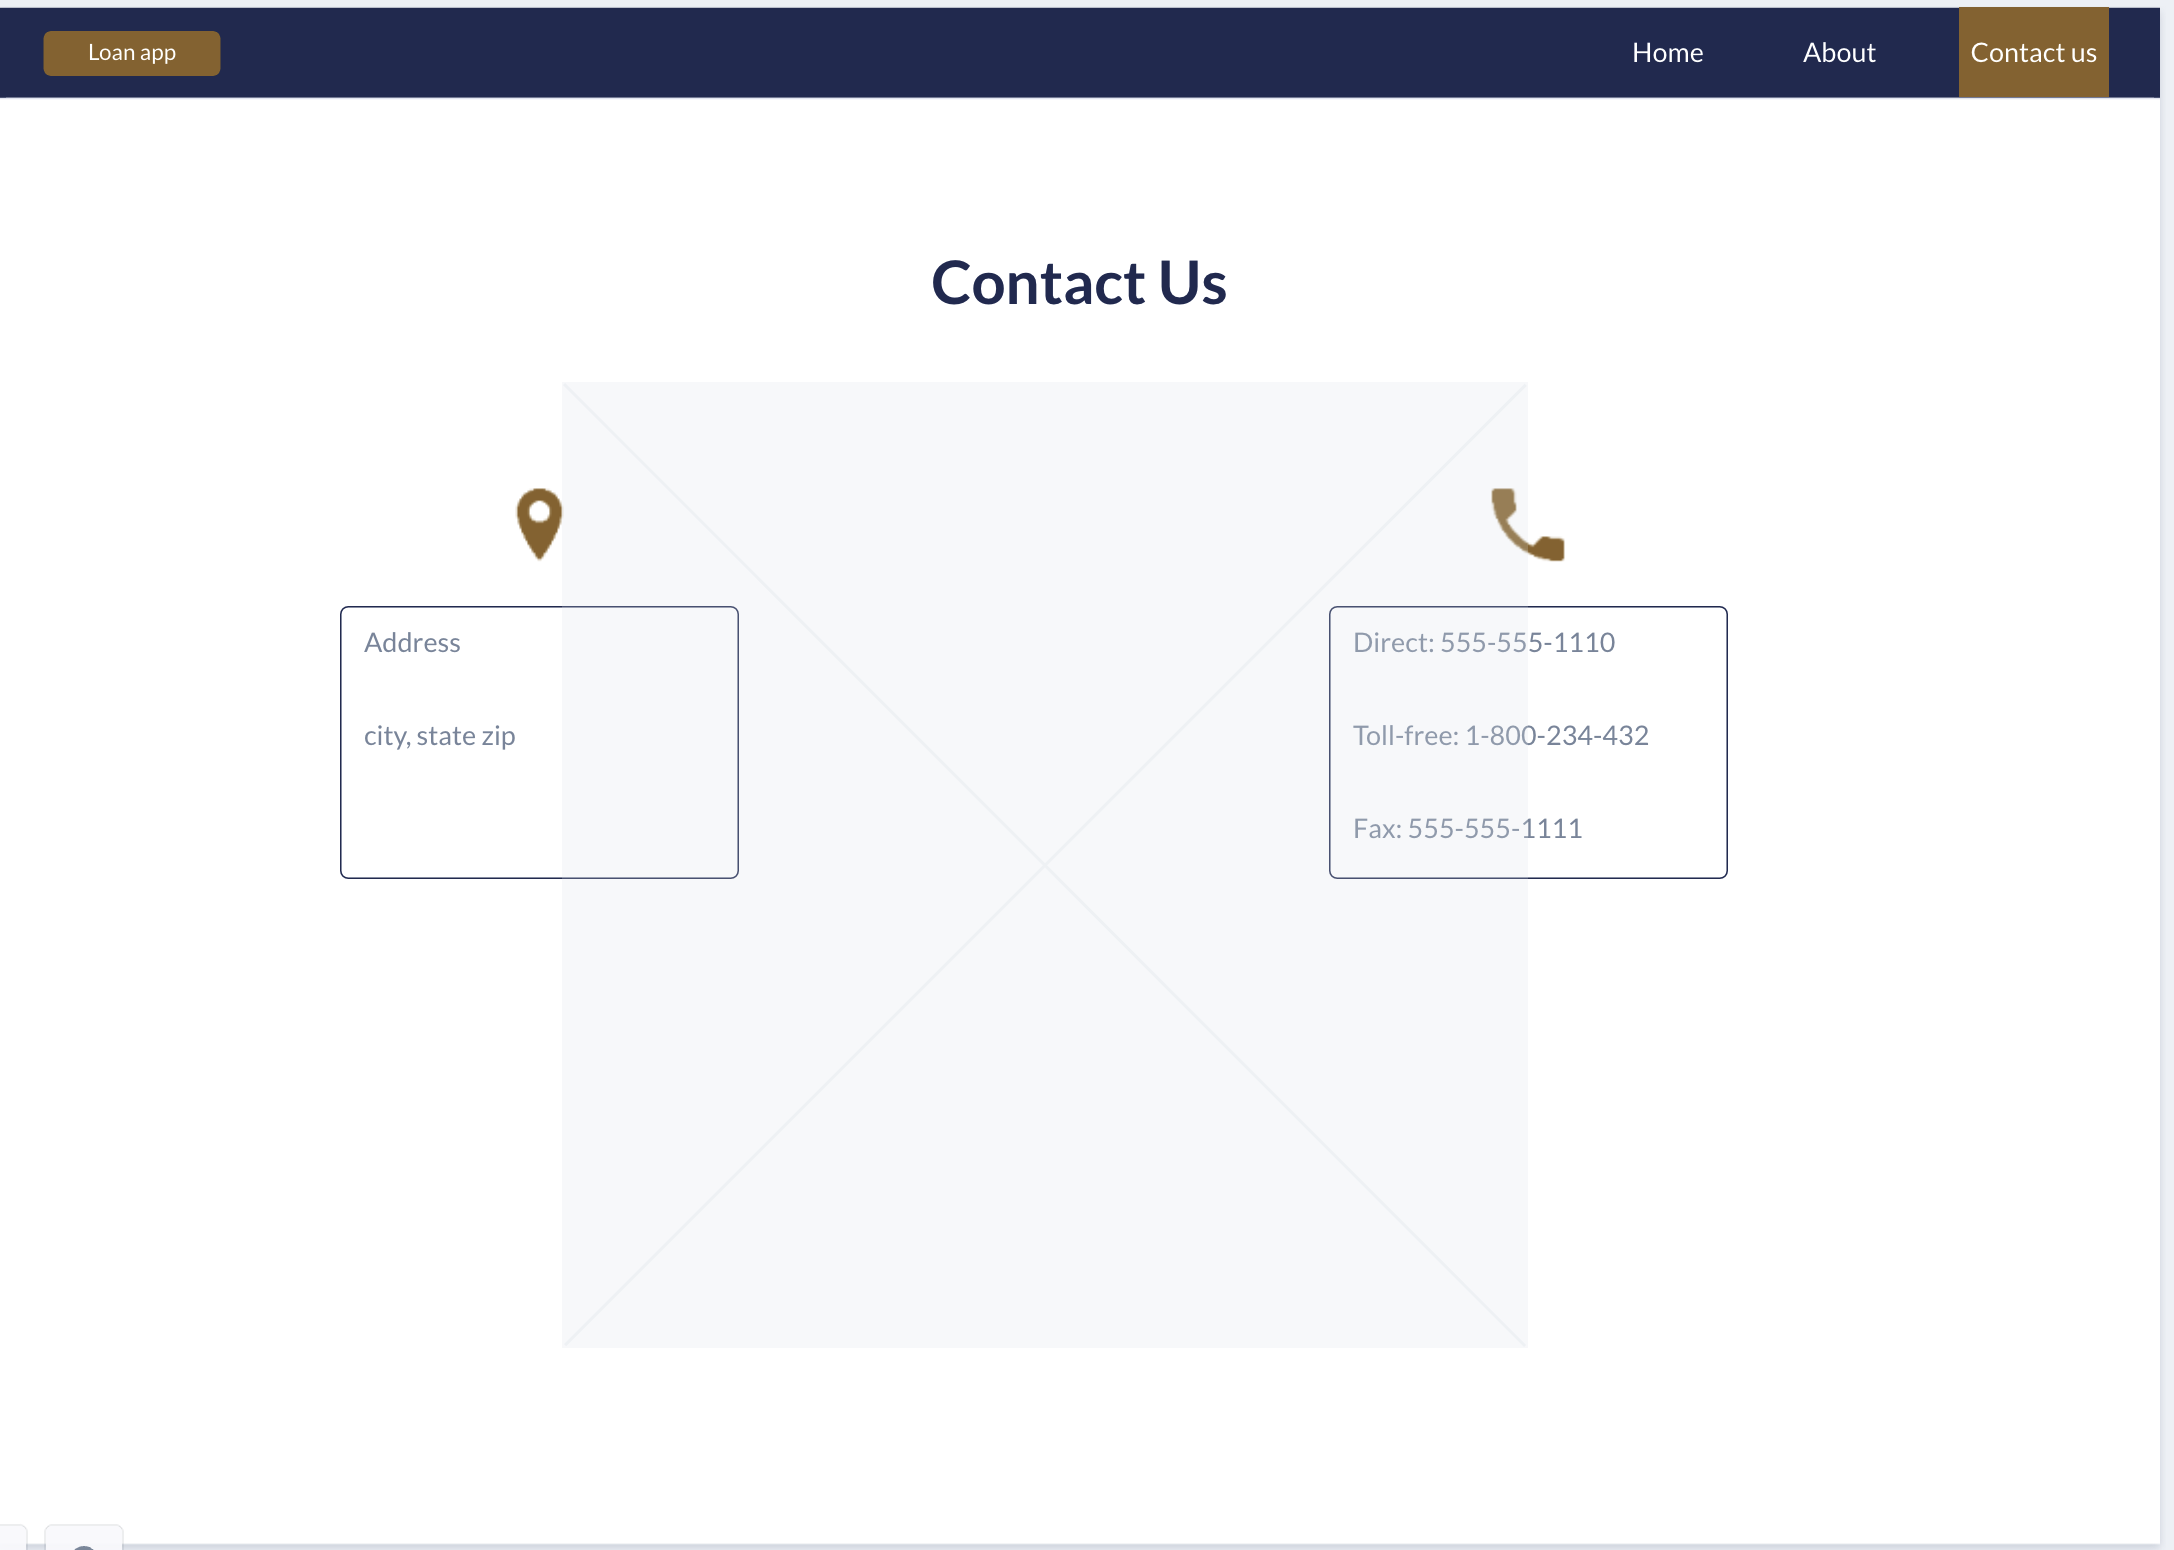 Loan app
Home About Contact us
Contact Us
Address
city, state zip
Direct: 555-555-1110
Toll-free: 1-800-234-432
Fax: 555-555-1111